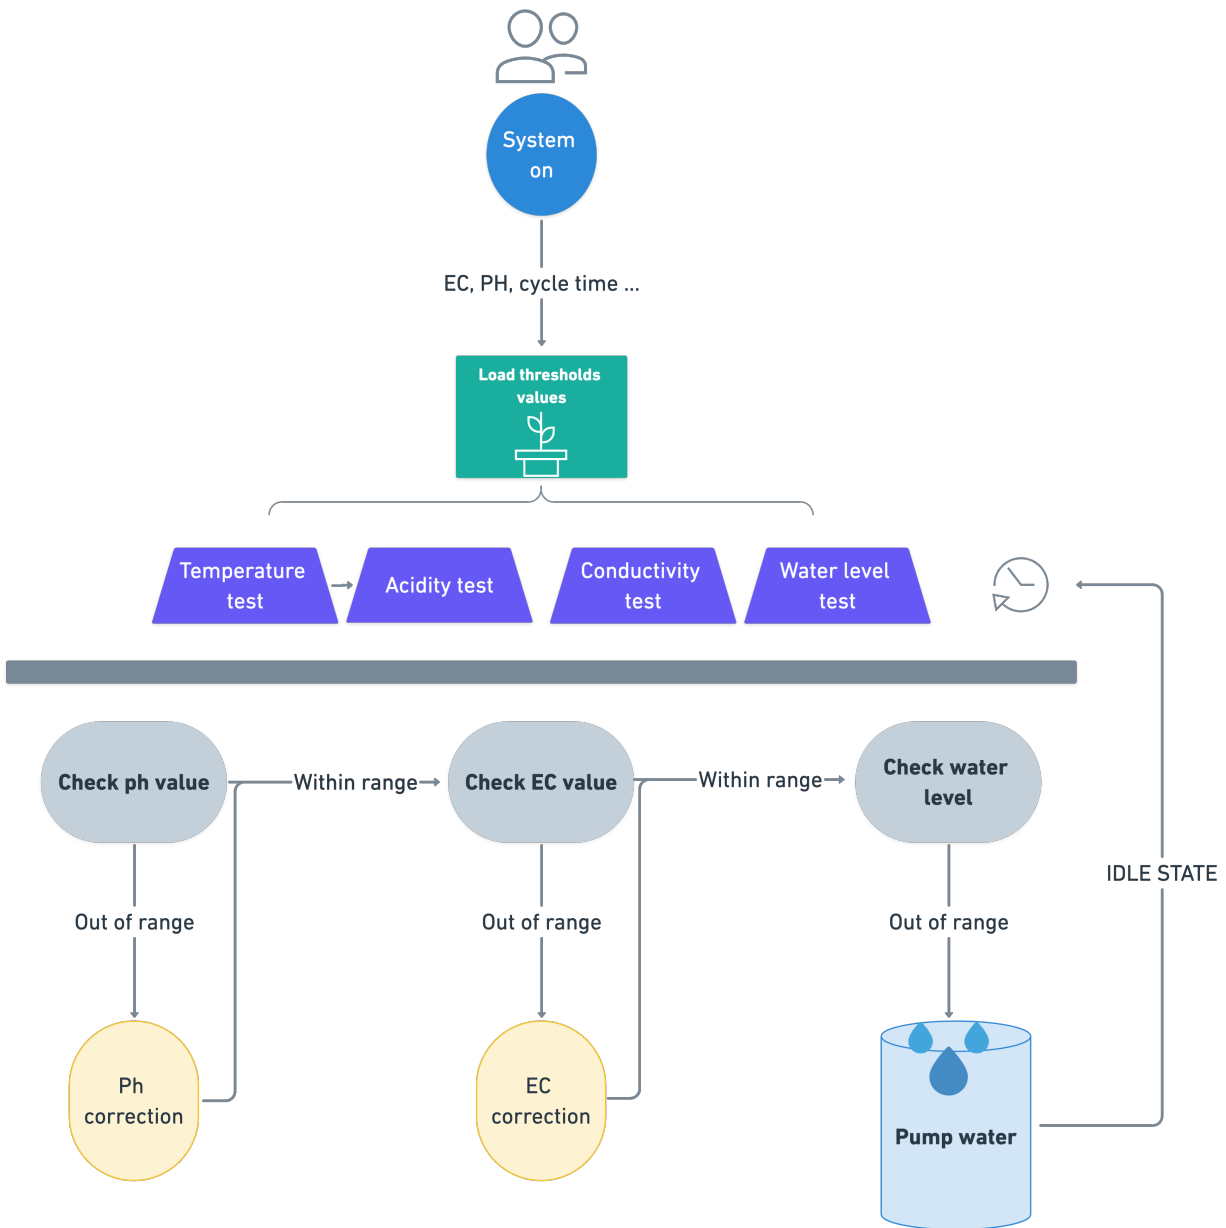 System
on
EC, PH, cycle time ...
Load thresholds
values
Temperature
test
Acidity test
Conductivity
test
Water level
test
Check ph value
Within range
Check EC value
Within range
Check water
level
IDLE STATE
Out of range
Out of range
Out of range
Ph
correction
EC
correction
Pump water